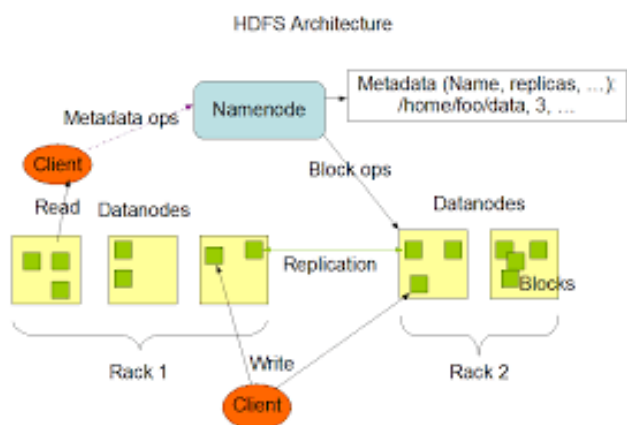 HDFS Architecture
Metadata (Name, replicas, ...):
/home/foo/data, 3, ...
Namenode
Metadata ops
Client
Block ops
Read
Datanodes
Datanodes
Replication
Blocks
Write
Rack 1
Rack 2
Client